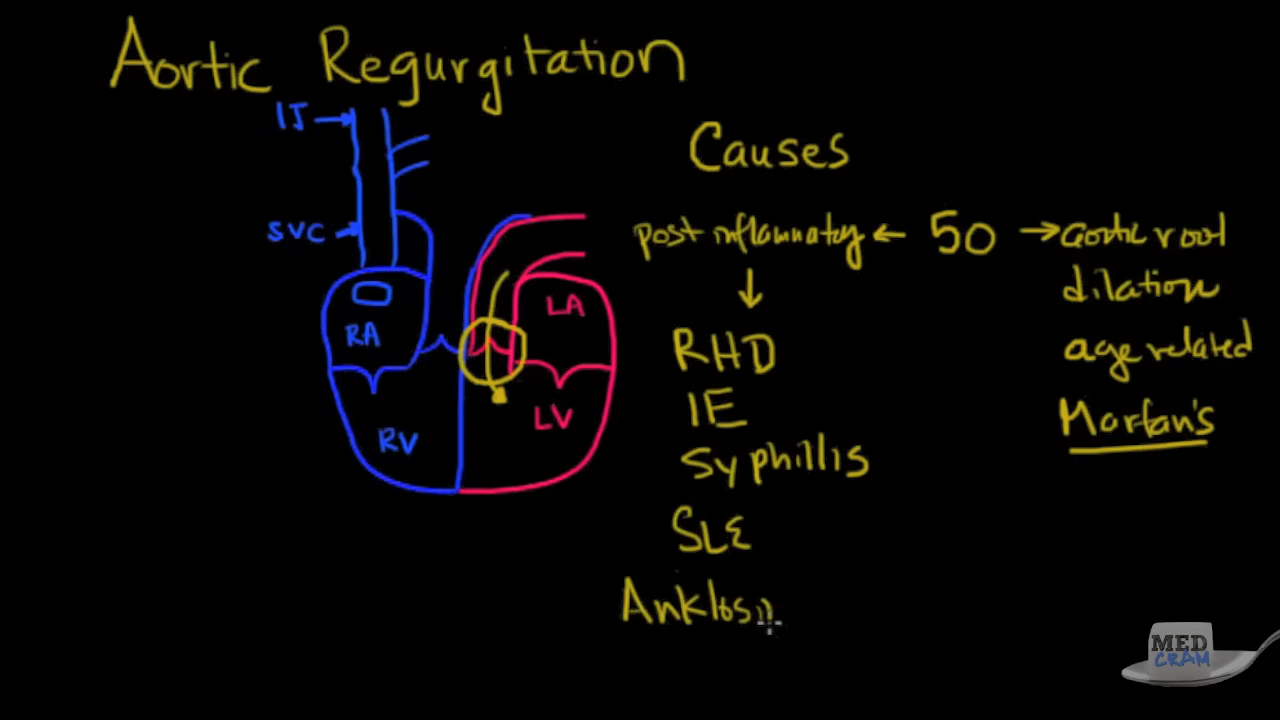 Aortic Regurgitation
IJ
Causes
SVC
post inflammatory ← 50 → aortic root
dilation
RHD
age related
IE
Marfan's
Syphillis
SLE
Anklosi
LA
RA
LV
RV
MED
CRAM